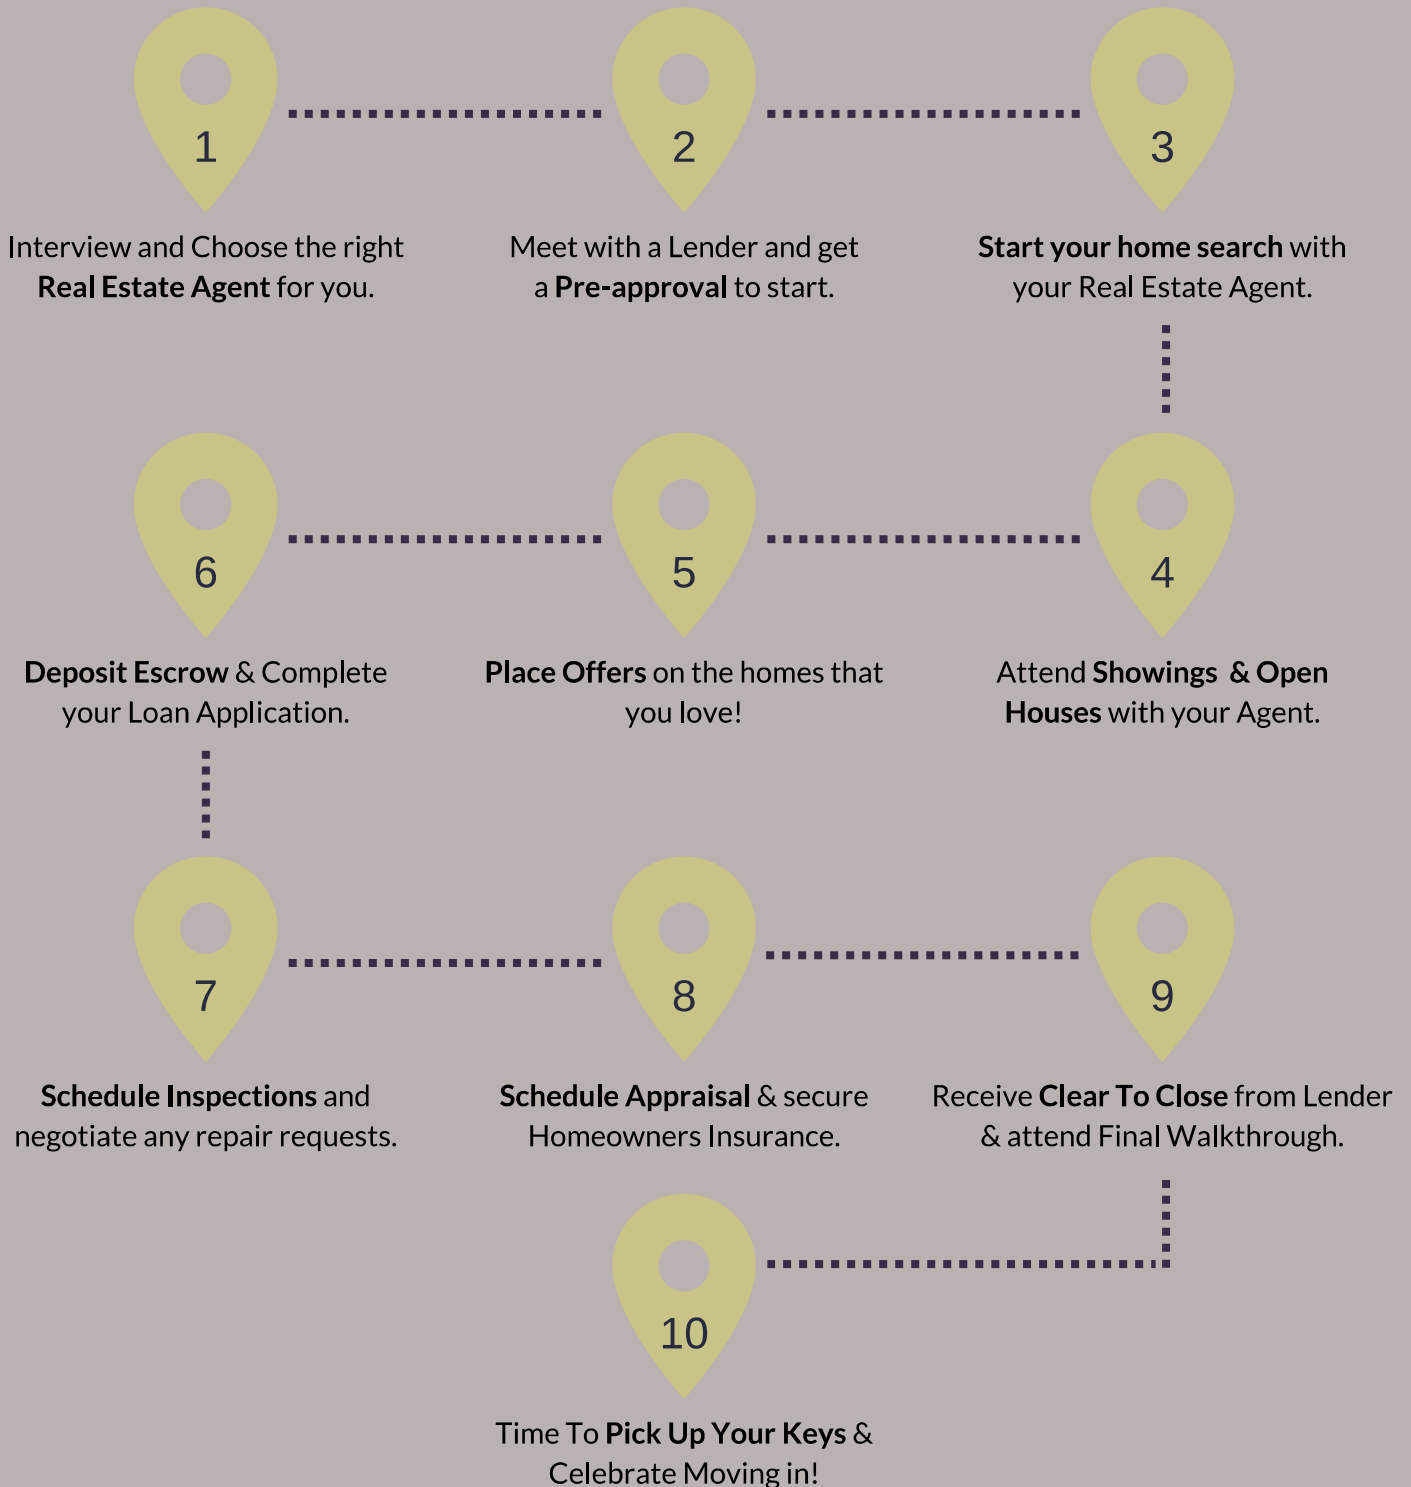 1
Interview and Choose the right
Real Estate Agent for you.
2
Meet with a Lender and get
a Pre-approval to start.
3
Start your home search with
your Real Estate Agent.
4
Attend Showings & Open
Houses with your Agent.
5
Place Offers on the homes that
you love!
6
Deposit Escrow & Complete
your Loan Application.
7
Schedule Inspections and
negotiate any repair requests.
8
Schedule Appraisal & secure
Homeowners Insurance.
9
Receive Clear To Close from Lender
& attend Final Walkthrough.
10
Time To Pick Up Your Keys &
Celebrate Moving in!